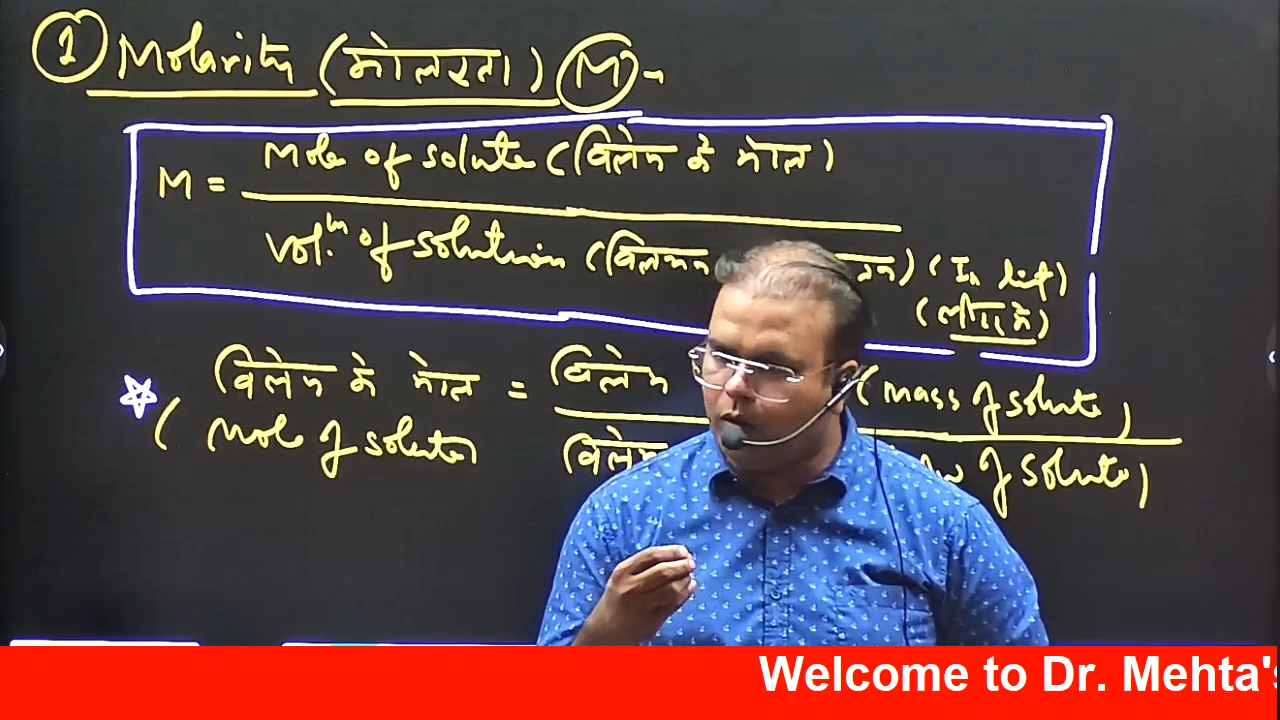 1 Molarity (मोलरता) M -
M = Mole of solute (विलेय के मोल)
Vol.m of solution (विलयन (In lit)
(ली० में)
विलेय के मोल = विलेय (mass of solute)
(Mole of solute विलेय of solute)
Welcome to Dr. Mehta's